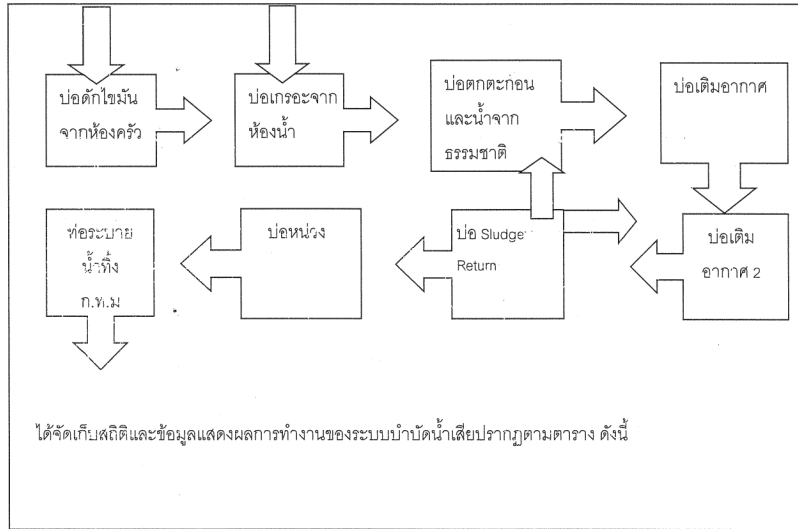 บ่อดักไขมัน
จากห้องครัว
บ่อเกรอะจาก
ห้องน้ำ
บ่อตกตะก่อน
และน้ำจาก
ธรรมชาติ
บ่อเติมอากาศ
ท่อระบาย
น้ำทิ้ง
ก.ท.ม
บ่อหน่วง
บ่อ Sludge
Return
บ่อเติม
อากาศ 2
ได้จัดเก็บสถิติและข้อมูลแสดงผลการทำงานของระบบบำบัดน้ำเสียปรากฏตามตาราง ดังนี้